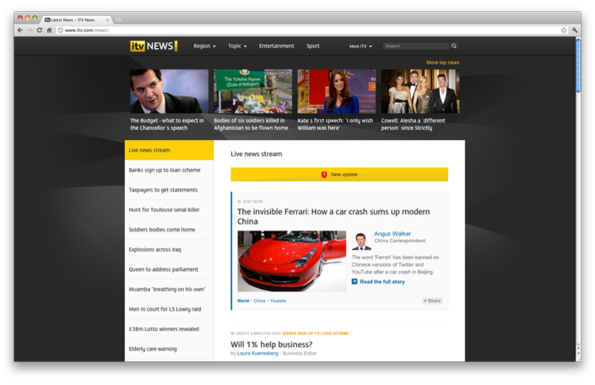 Latest News - ITV News
www.itv.com/news/
itv NEWS
Region
Topic
Entertainment
Sport
More ITV
Search
More top news
The Yorkshire Regiment
(Duke of Wellington's)
The Budget - what to expect in
the Chancellor's speech
Bodies of six soldiers killed in
Afghanistan to be flown home
Kate's first speech 'I only wish
William was here'
Cowell: Alesha a 'different
person' since Strictly
Live news stream
Banks sign up to loan scheme
Taxpayers to get statements
Hunt for Toulouse serial killer
Soldiers bodies come home
Explosions across Iraq
Queen to address parliament
Muamba "breathing on his own"
Men in court for LS Lowry raid
£38m Lotto winners revealed
Elderly care warning
Live news stream
New update
JUST NOW
The invisible Ferrari: How a car crash sums up modern
China
Angus Walker
China Correspondent
The word 'Ferrari' has been banned on
Chinese versions of Twitter and
YouTube after a car crash in Beijing.
Read the full story
World • China • Youtube
Share
ABOUT 4 MINUTES AGO BANKS SIGN UP TO LOAN SCHEME
Will 1% help business?
by Laura Kuenssberg - Business Editor